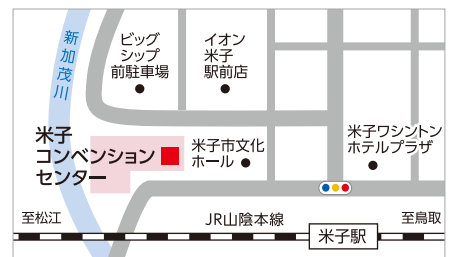 新加茂川
ビッグ
シップ
前駐車場
イオン
米子
駅前店
米子
コンベンション
センター
米子市文化
ホール
米子ワシントン
ホテルプラザ
至松江
JR山陰本線
米子駅
至鳥取